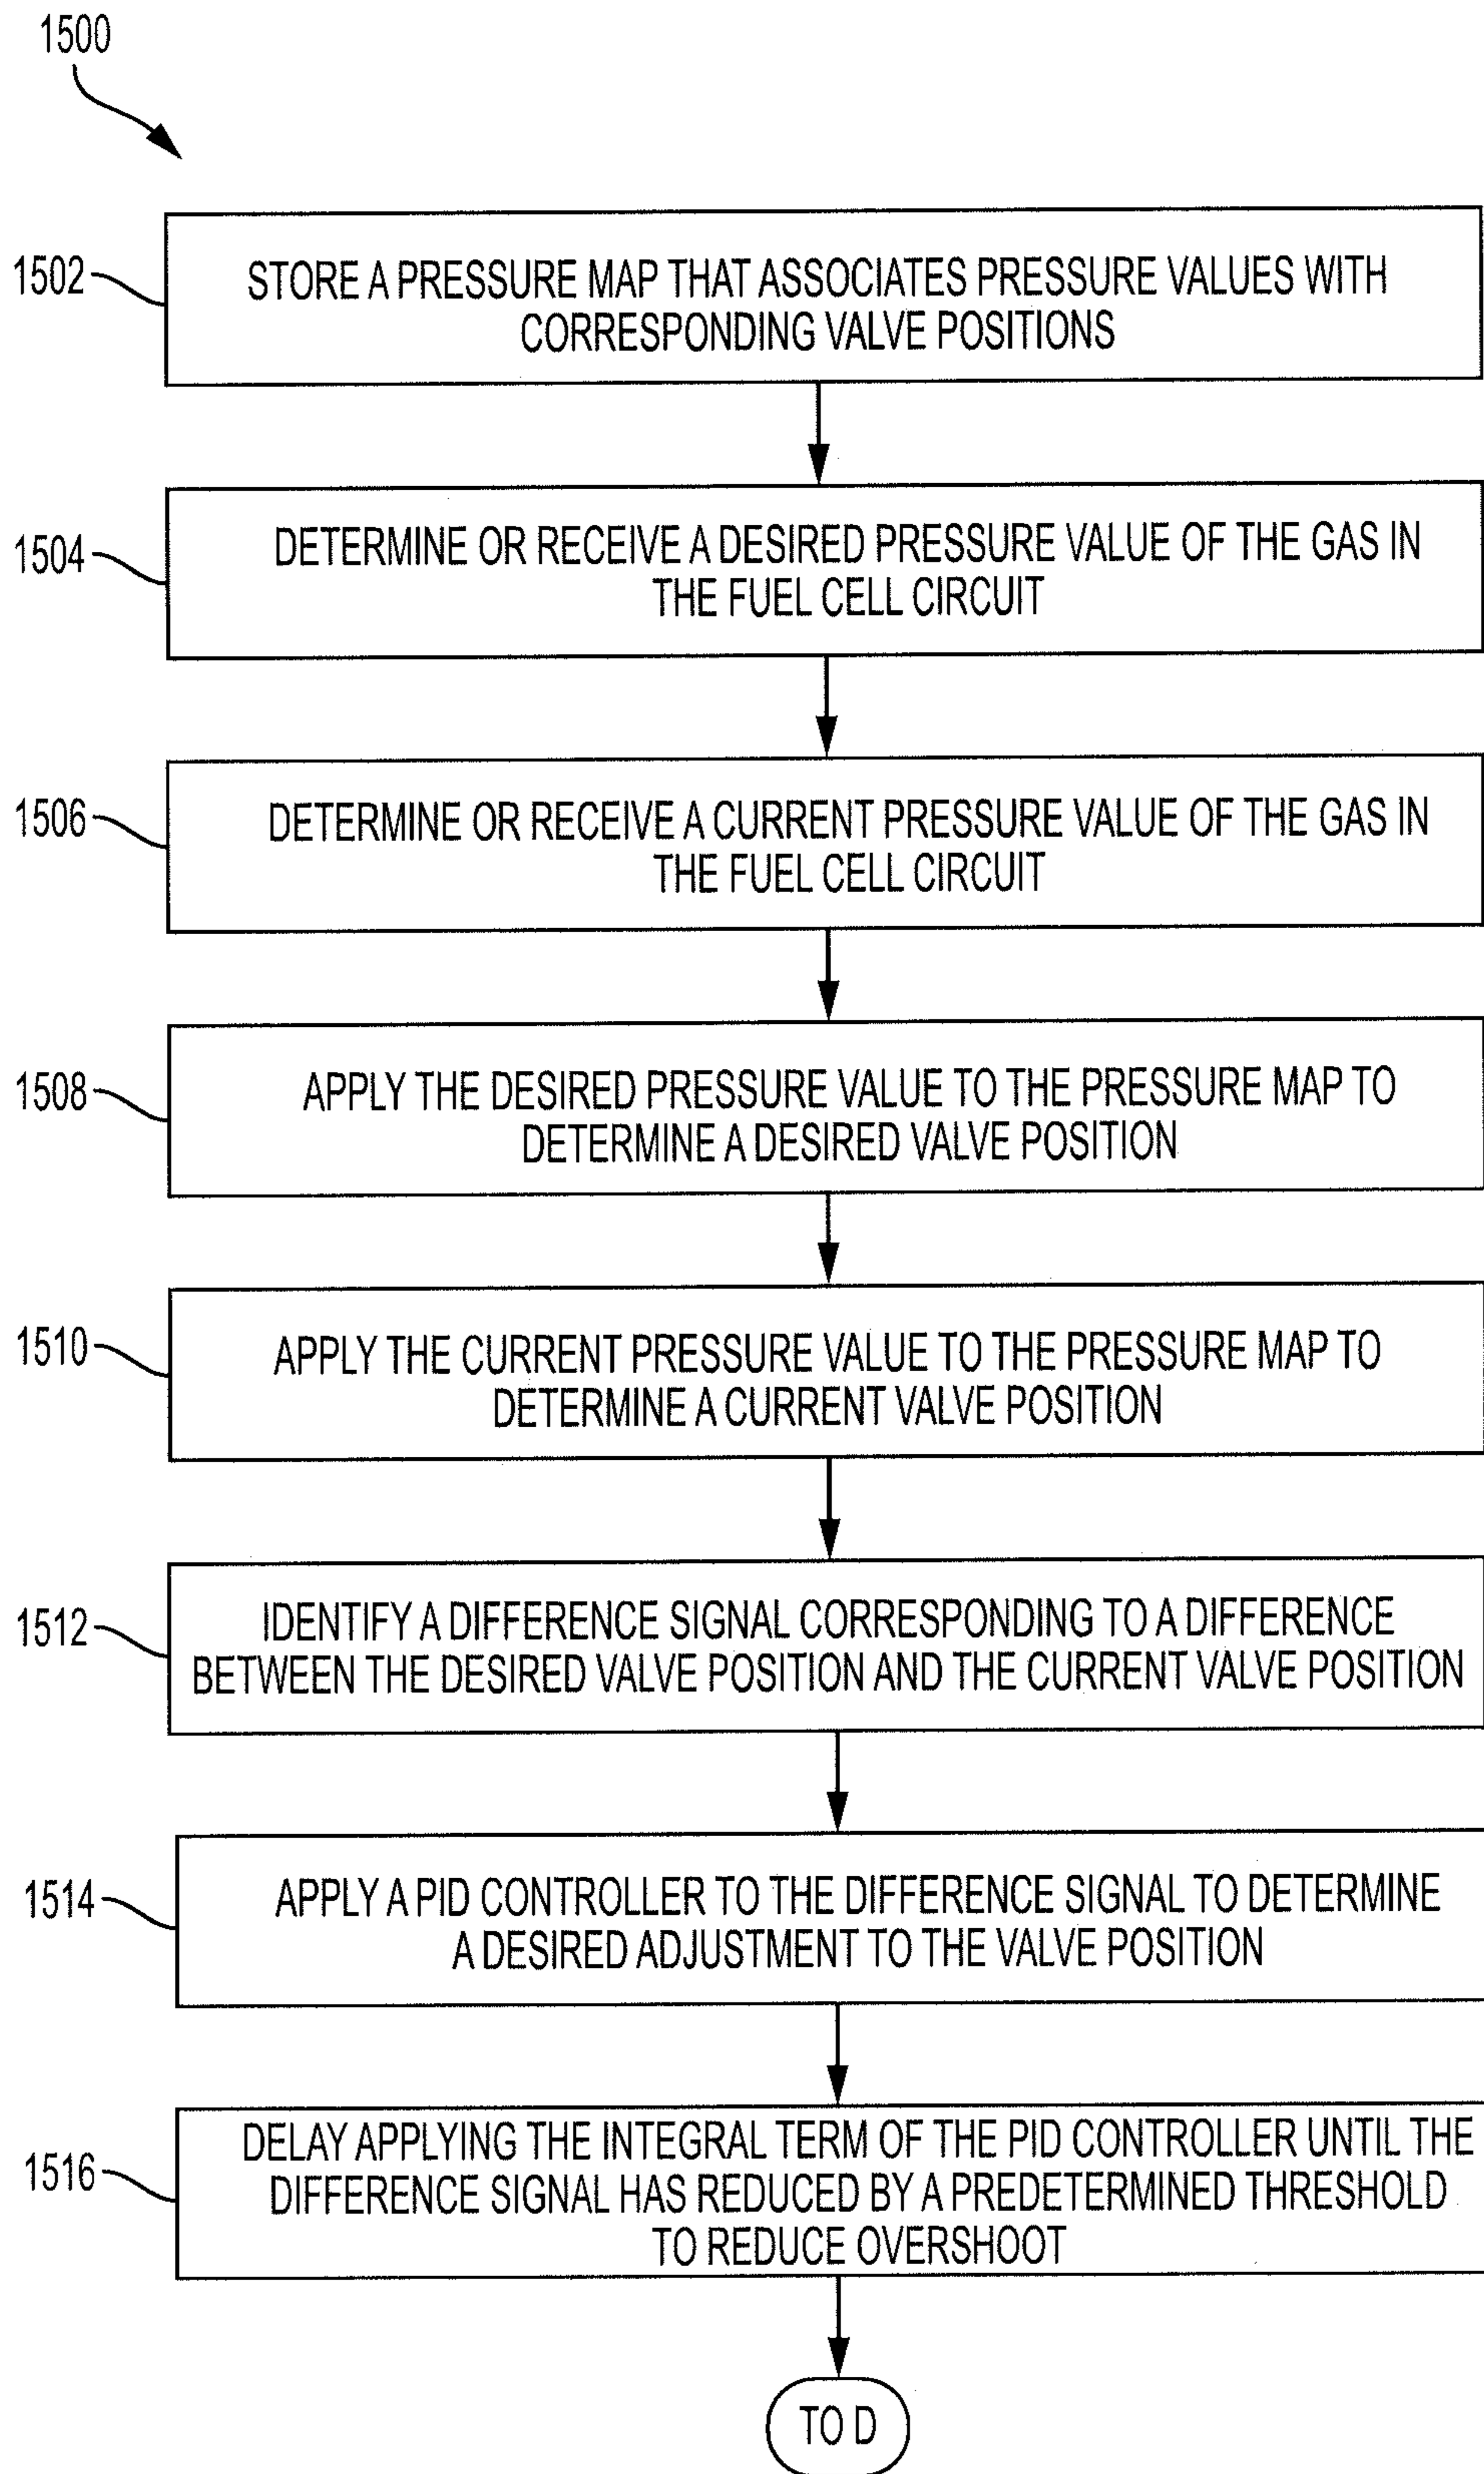 1500
1502
STORE A PRESSURE MAP THAT ASSOCIATES PRESSURE VALUES WITH
CORRESPONDING VALVE POSITIONS
1504
DETERMINE OR RECEIVE A DESIRED PRESSURE VALUE OF THE GAS IN
THE FUEL CELL CIRCUIT
1506
DETERMINE OR RECEIVE A CURRENT PRESSURE VALUE OF THE GAS IN
THE FUEL CELL CIRCUIT
1508
APPLY THE DESIRED PRESSURE VALUE TO THE PRESSURE MAP TO
DETERMINE A DESIRED VALVE POSITION
1510
APPLY THE CURRENT PRESSURE VALUE TO THE PRESSURE MAP TO
DETERMINE A CURRENT VALVE POSITION
1512
IDENTIFY A DIFFERENCE SIGNAL CORRESPONDING TO A DIFFERENCE
BETWEEN THE DESIRED VALVE POSITION AND THE CURRENT VALVE POSITION
1514
APPLY A PID CONTROLLER TO THE DIFFERENCE SIGNAL TO DETERMINE
A DESIRED ADJUSTMENT TO THE VALVE POSITION
1516
DELAY APPLYING THE INTEGRAL TERM OF THE PID CONTROLLER UNTIL THE
DIFFERENCE SIGNAL HAS REDUCED BY A PREDETERMINED THRESHOLD
TO REDUCE OVERSHOOT
TO D